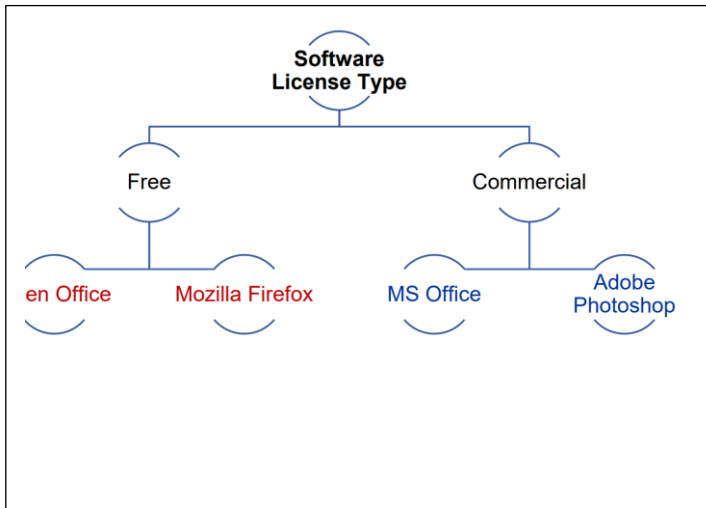 Software
License Type
Free
Commercial
en Office
Mozilla Firefox
MS Office
Adobe
Photoshop